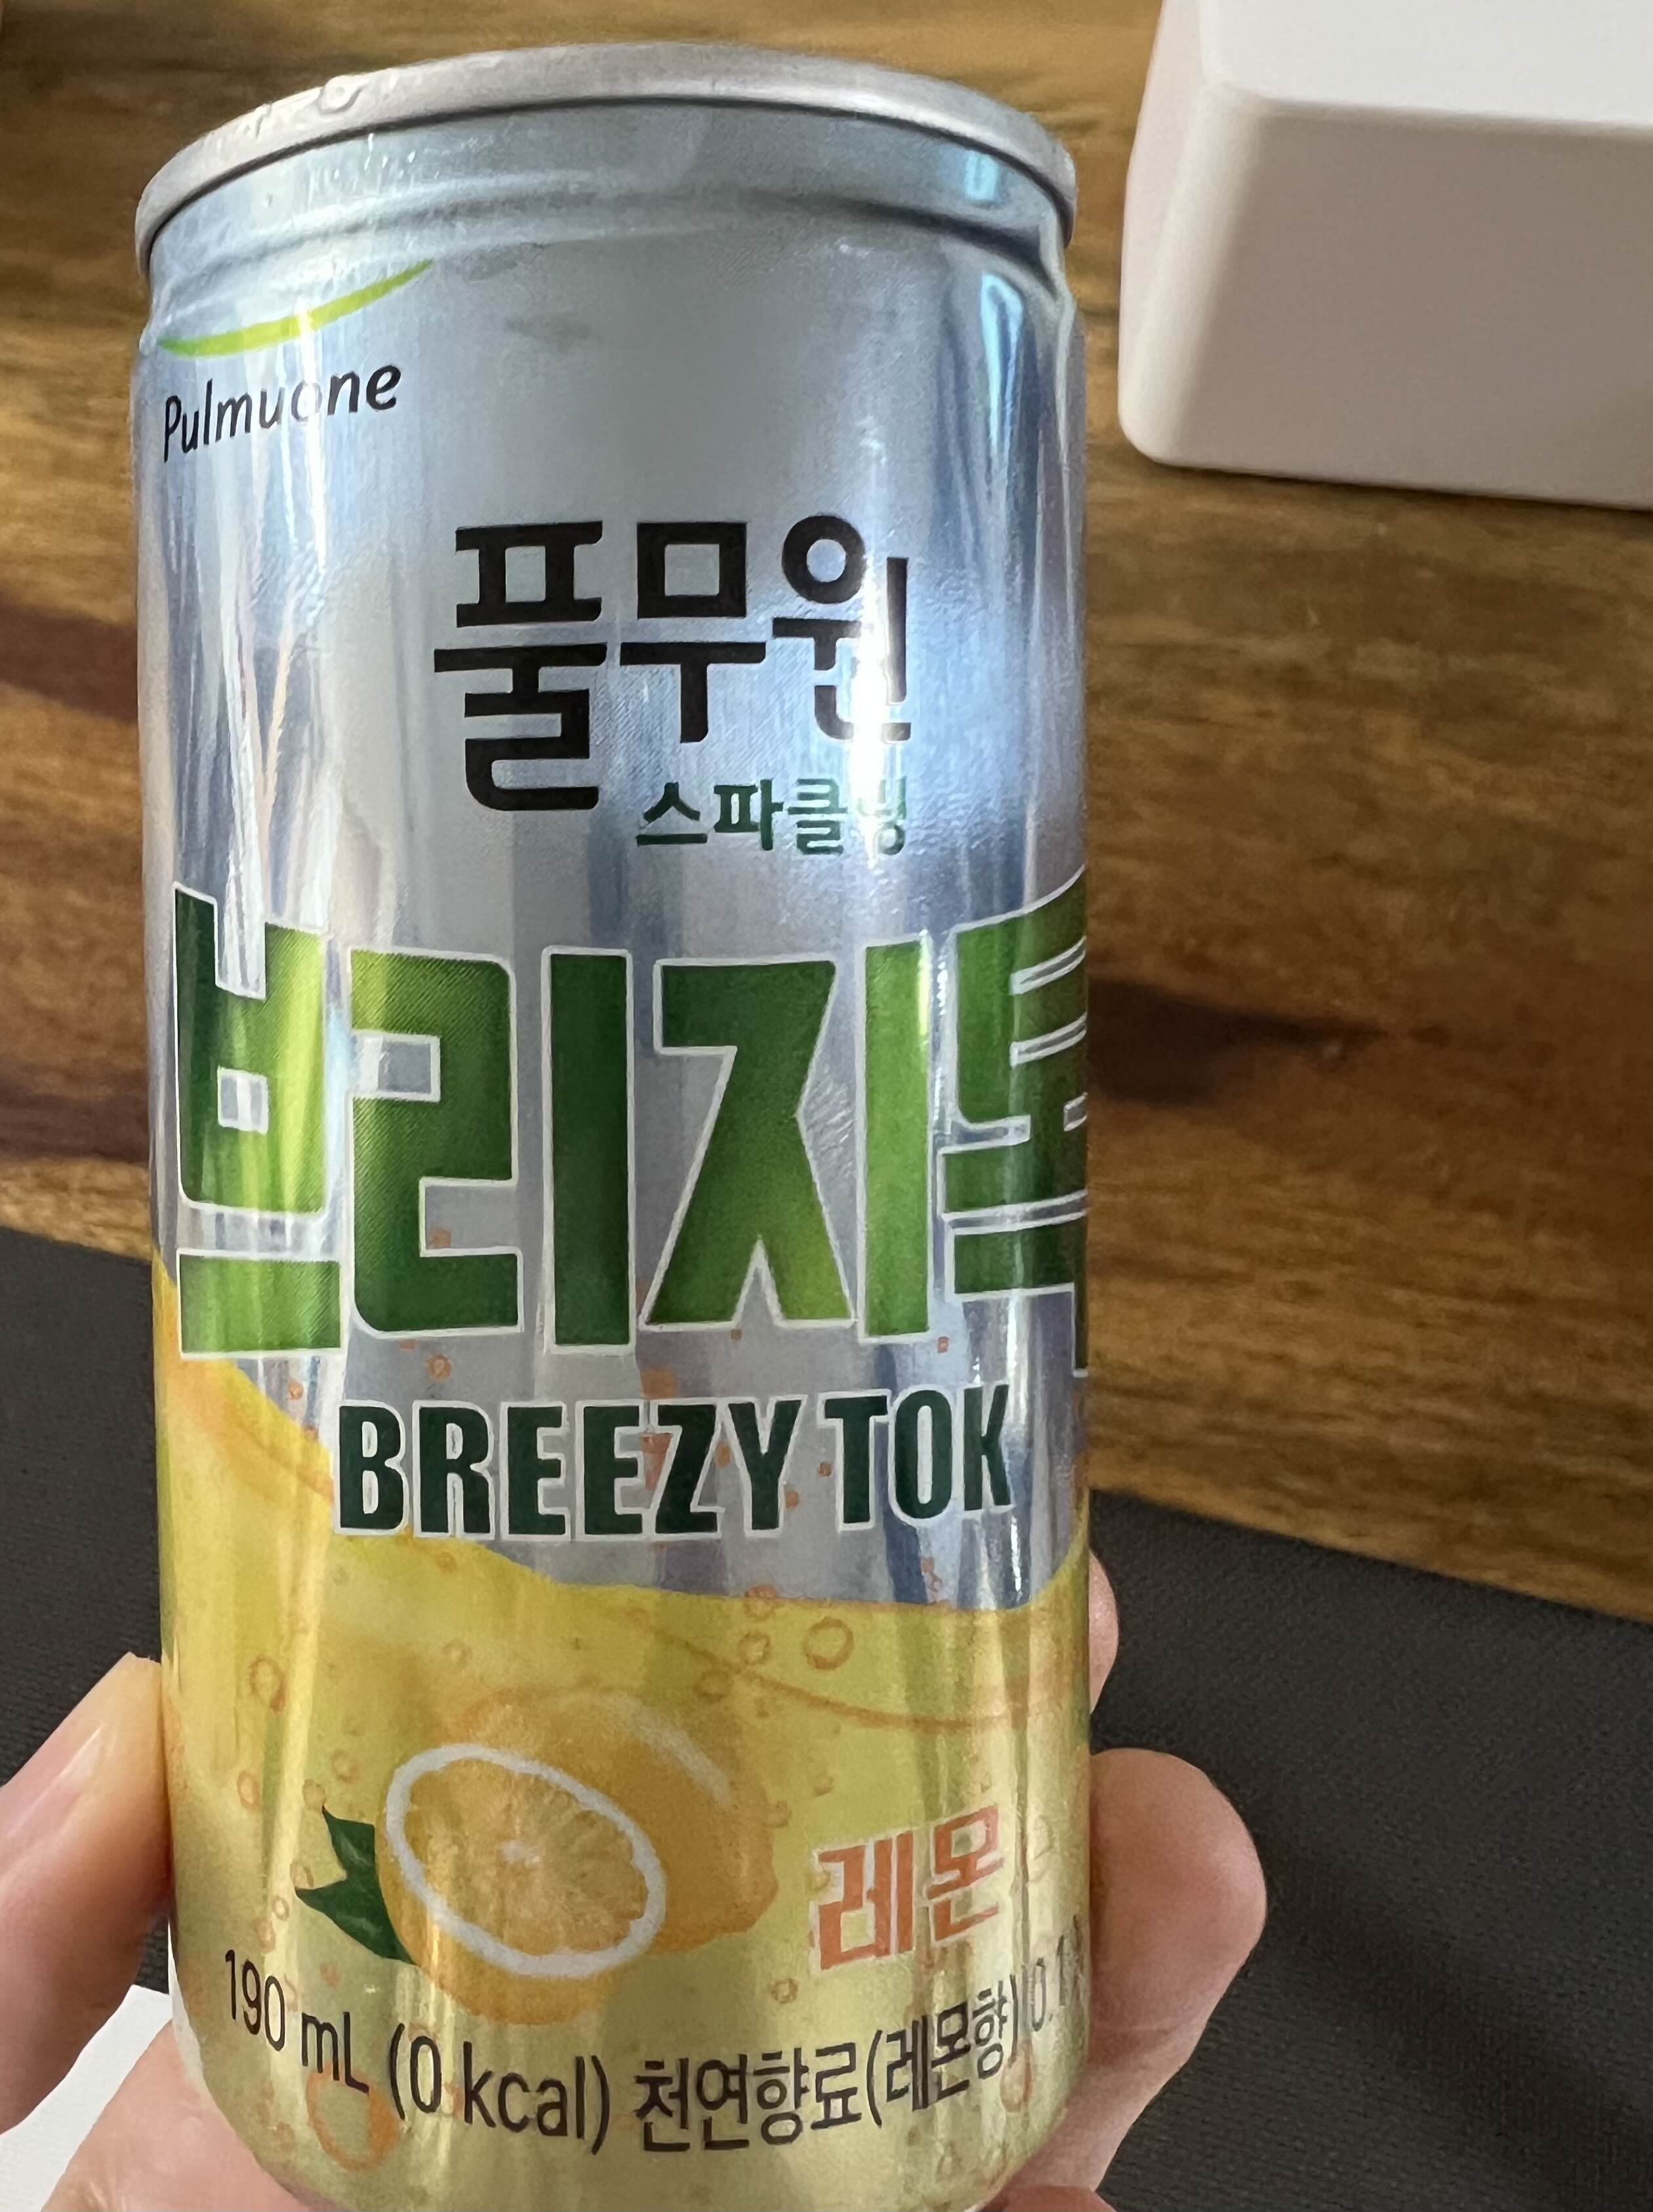 Pulmuone
풀무원
스파클링
브리지톡
BREEZY TOK
레몬
190 mL (0 kcal) 천연향료(레몬향)